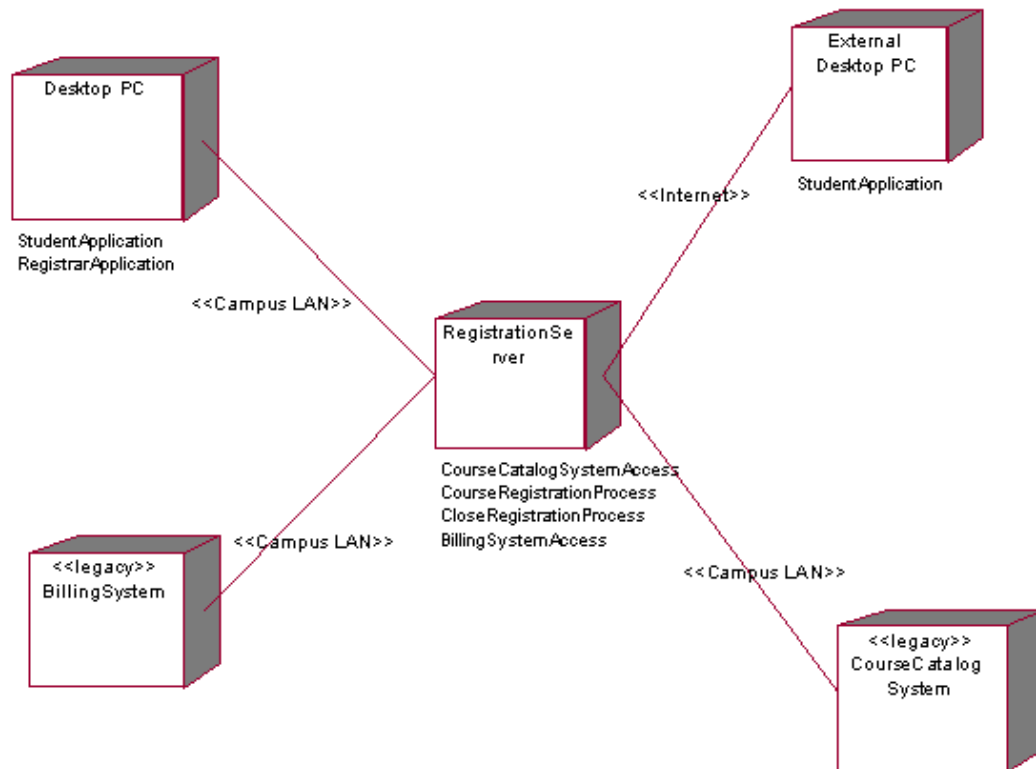 External
Desktop PC
Desktop PC
StudentApplication
<<Internet>>
StudentApplication
RegistrarApplication
<<Campus LAN>>
RegistrationSe
rver
CourseCatalogSystemAccess
CourseRegistrationProcess
CloseRegistrationProcess
BillingSystemAccess
<<Campus LAN>>
<<legacy>>
BillingSystem
<<Campus LAN>>
<<legacy>>
CourseCatalog
System